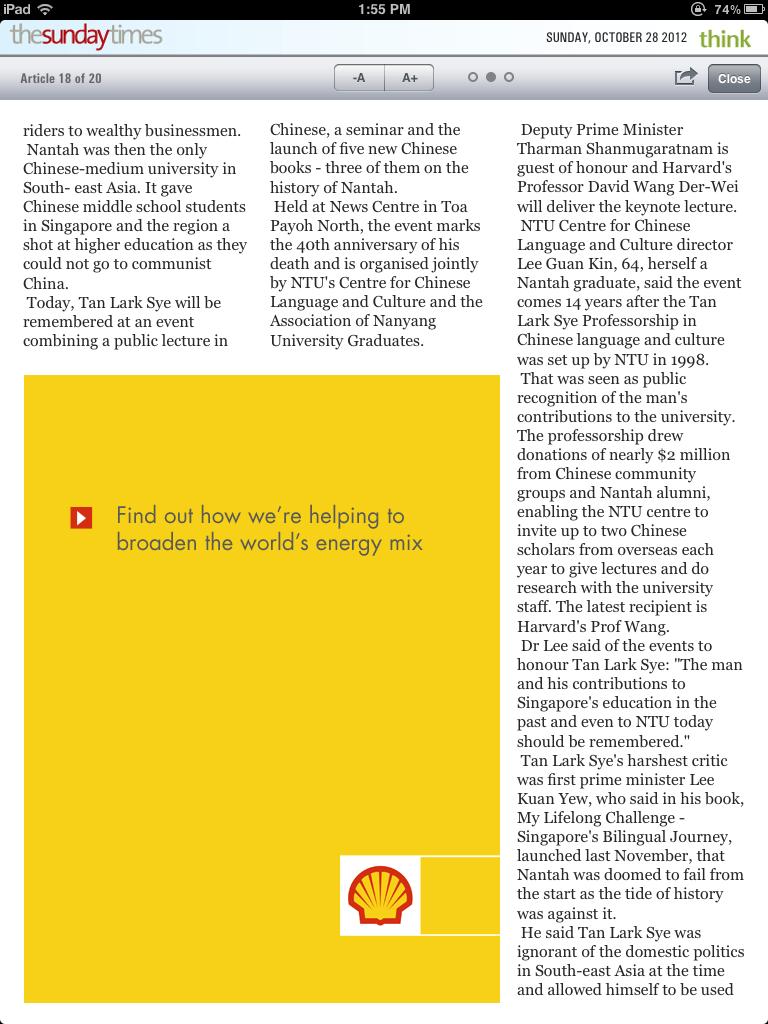 iPad
1:55 PM
74%
thesundaytimes
SUNDAY, OCTOBER 28 2012
think
Article 18 of 20
-A
A+
Close
riders to wealthy businessmen.
Nantah was then the only
Chinese-medium university in
South- east Asia. It gave
Chinese middle school students
in Singapore and the region a
shot at higher education as they
could not go to communist
China.
Today, Tan Lark Sye will be
remembered at an event
combining a public lecture in
Chinese, a seminar and the
launch of five new Chinese
books - three of them on the
history of Nantah.
Held at News Centre in Toa
Payoh North, the event marks
the 40th anniversary of his
death and is organised jointly
by NTU's Centre for Chinese
Language and Culture and the
Association of Nanyang
University Graduates.
Find out how we're helping to
broaden the world's energy mix
Deputy Prime Minister
Tharman Shanmugaratnam is
guest of honour and Harvard's
Professor David Wang Der-Wei
will deliver the keynote lecture.
NTU Centre for Chinese
Language and Culture director
Lee Guan Kin, 64, herself a
Nantah graduate, said the event
comes 14 years after the Tan
Lark Sye Professorship in
Chinese language and culture
was set up by NTU in 1998.
That was seen as public
recognition of the man's
contributions to the university.
The professorship drew
donations of nearly $2 million
from Chinese community
groups and Nantah alumni,
enabling the NTU centre to
invite up to two Chinese
scholars from overseas each
year to give lectures and do
research with the university
staff. The latest recipient is
Harvard's Prof Wang.
Dr Lee said of the events to
honour Tan Lark Sye: "The man
and his contributions to
Singapore's education in the
past and even to NTU today
should be remembered."
Tan Lark Sye's harshest critic
was first prime minister Lee
Kuan Yew, who said in his book,
My Lifelong Challenge -
Singapore's Bilingual Journey,
launched last November, that
Nantah was doomed to fail from
the start as the tide of history
was against it.
He said Tan Lark Sye was
ignorant of the domestic politics
in South-east Asia at the time
and allowed himself to be used